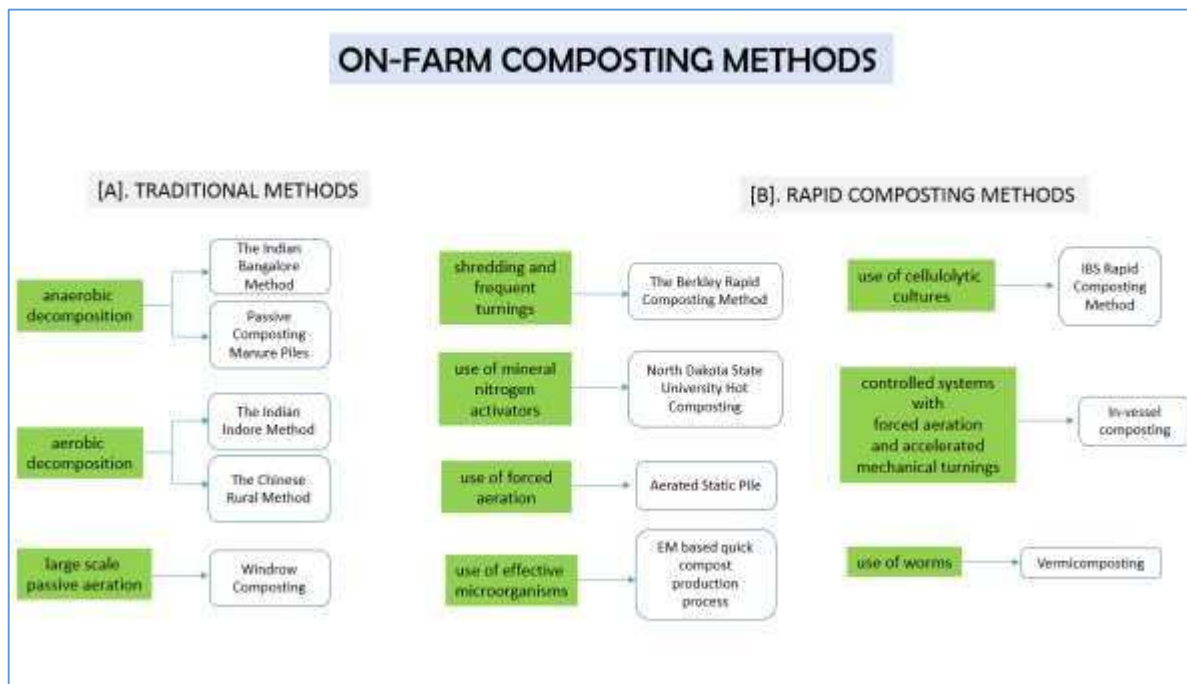 ON-FARM COMPOSTING METHODS
[A]. TRADITIONAL METHODS
anaerobic
decomposition
The Indian
Bangalore
Method
Passive
Composting
Manure Piles
aerobic
decomposition
The Indian
Indore Method
The Chinese
Rural Method
large scale
passive aeration
Windrow
Composting
[B]. RAPID COMPOSTING METHODS
shredding and
frequent
turnings
The Berkley Rapid
Composting Method
use of mineral
nitrogen
activators
North Dakota State
University Hot
Composting
use of forced
aeration
Aerated Static Pile
use of effective
microorganisms
EM based quick
compost
production
process
use of cellulolytic
cultures
IBS Rapid
Composting
Method
controlled systems
with
forced aeration
and accelerated
mechanical turnings
In-vessel
composting
use of worms
Vermicomposting